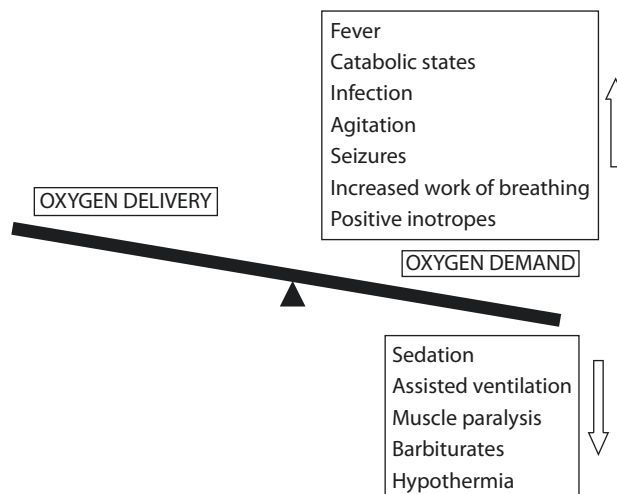 Fever
Catabolic states
Infection
Agitation
Seizures
Increased work of breathing
Positive inotropes
OXYGEN DELIVERY
OXYGEN DEMAND
Sedation
Assisted ventilation
Muscle paralysis
Barbiturates
Hypothermia